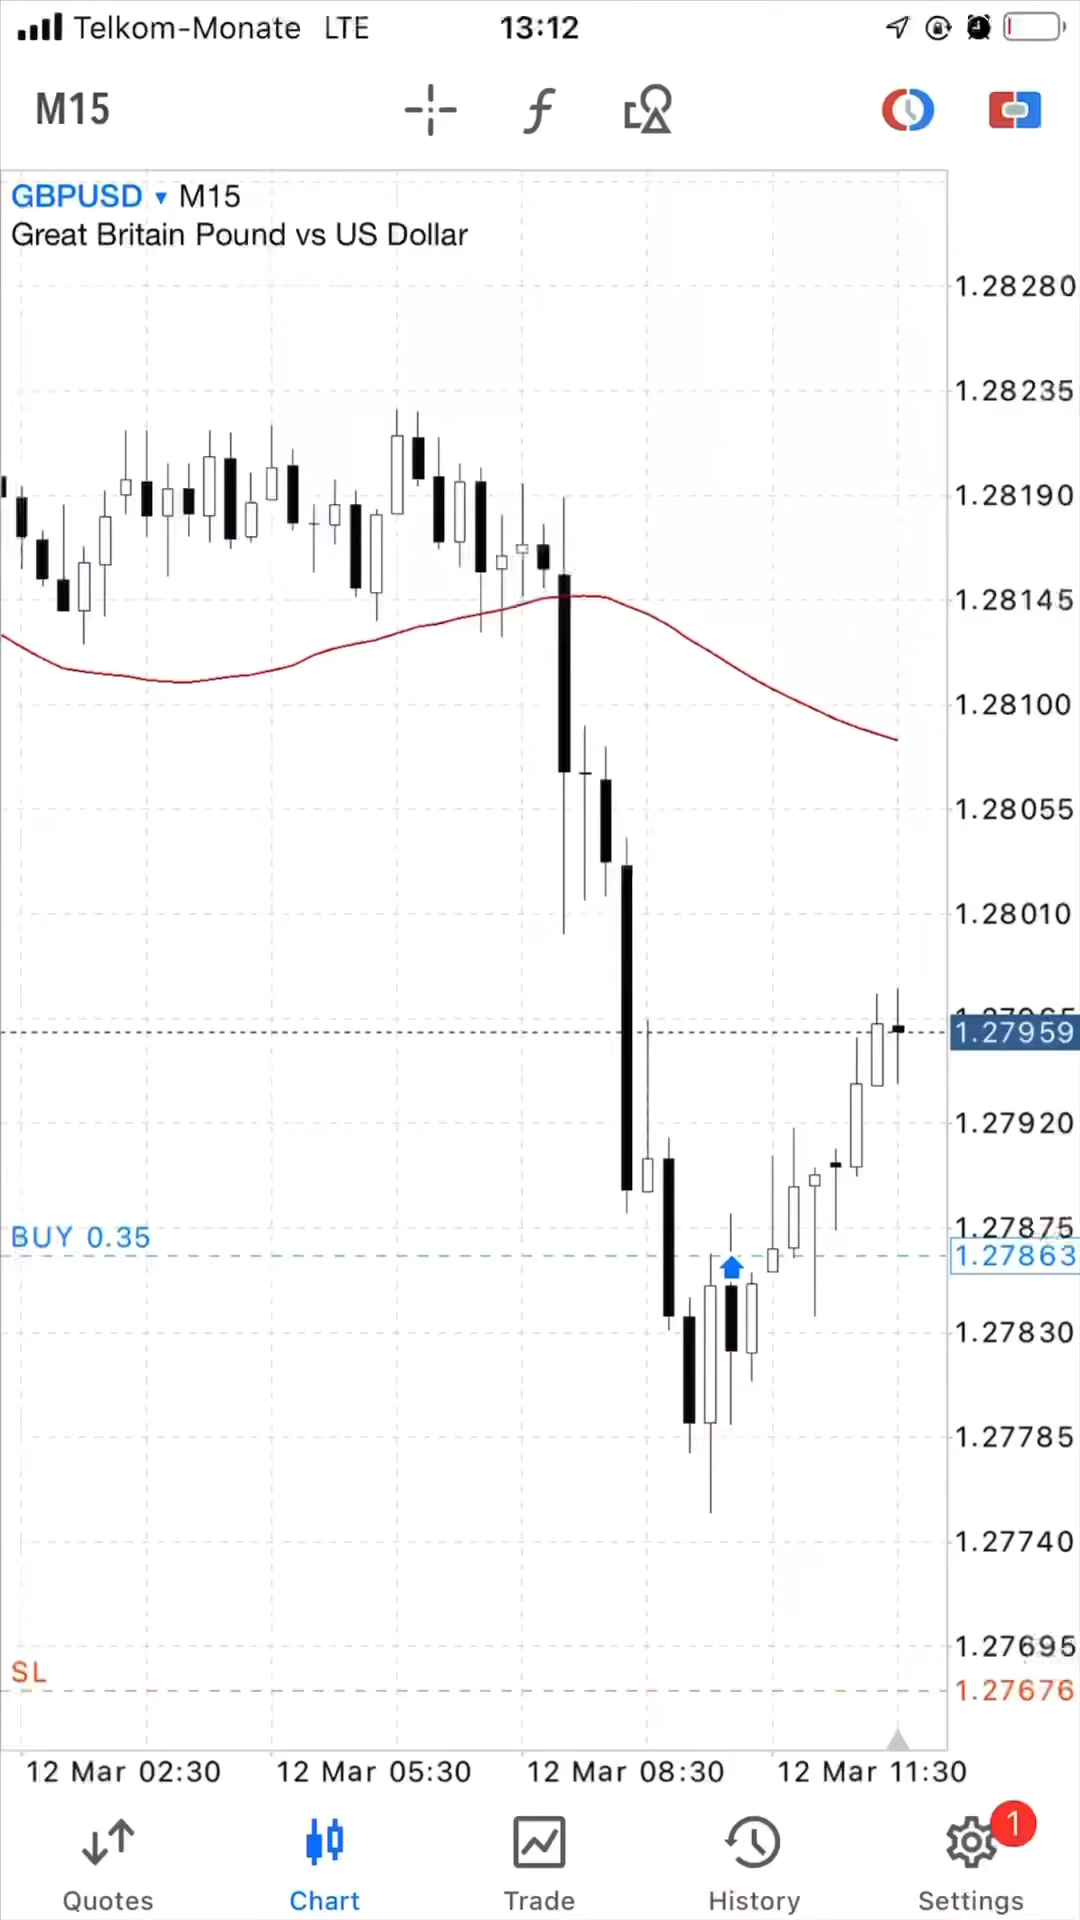 Telkom-Monate LTE 13:12
M15
GBPUSD M15
Great Britain Pound vs US Dollar
1.28280
1.28235
1.28190
1.28145
1.28100
1.28055
1.28010
1.27959
1.27920
1.27875
BUY 0.35
1.27863
1.27830
1.27785
1.27740
1.27695
SL
1.27676
12 Mar 02:30 12 Mar 05:30 12 Mar 08:30 12 Mar 11:30
1
Quotes Chart Trade History Settings